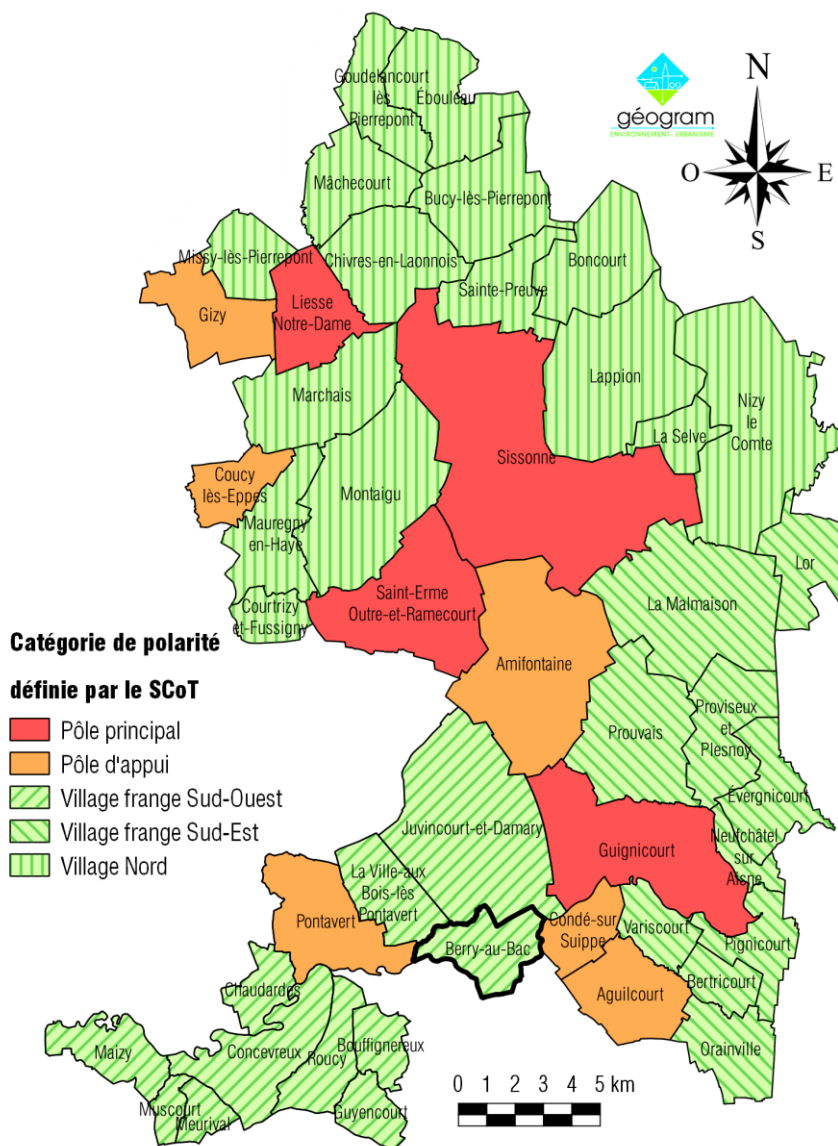 géogram
ENVIRONNEMENT - URBANISME
N
O
E
S
Goudelancourt
lès
Pierrepont
Ébouleau
Mâchecourt
Bucy-lès-Pierrepont
Missy-lès-Pierrepont
Chivres-en-Laonnois
Boncourt
Sainte-Preuve
Gizy
Liesse
Notre-Dame
Lappion
Marchais
Nizy
le
Comte
La Selve
Sissonne
Coucy
lès-Eppes
Montaigu
Mauregny
en-Haye
Lor
Saint-Erme
Outre-et-Ramecourt
Courtrizy
et-Fussigny
La Malmaison
Amifontaine
Proviseux
et
Plesnoy
Prouvais
Évergnicourt
Juvincourt-et-Damary
Guignicourt
Neufchâtel
sur
Aisne
La Ville-aux
Bois-lès
Pontavert
Pontavert
Condé-sur
Suippe
Variscourt
Pignicourt
Berry-au-Bac
Bertricourt
Aguilcourt
Chaudardes
Orainville
Maizy
Concevreux
Roucy
Bouffignereux
Muscourt
Meurival
Guyencourt
Catégorie de polarité
définie par le SCoT
Pôle principal
Pôle d'appui
Village frange Sud-Ouest
Village frange Sud-Est
Village Nord
0 1 2 3 4 5 km